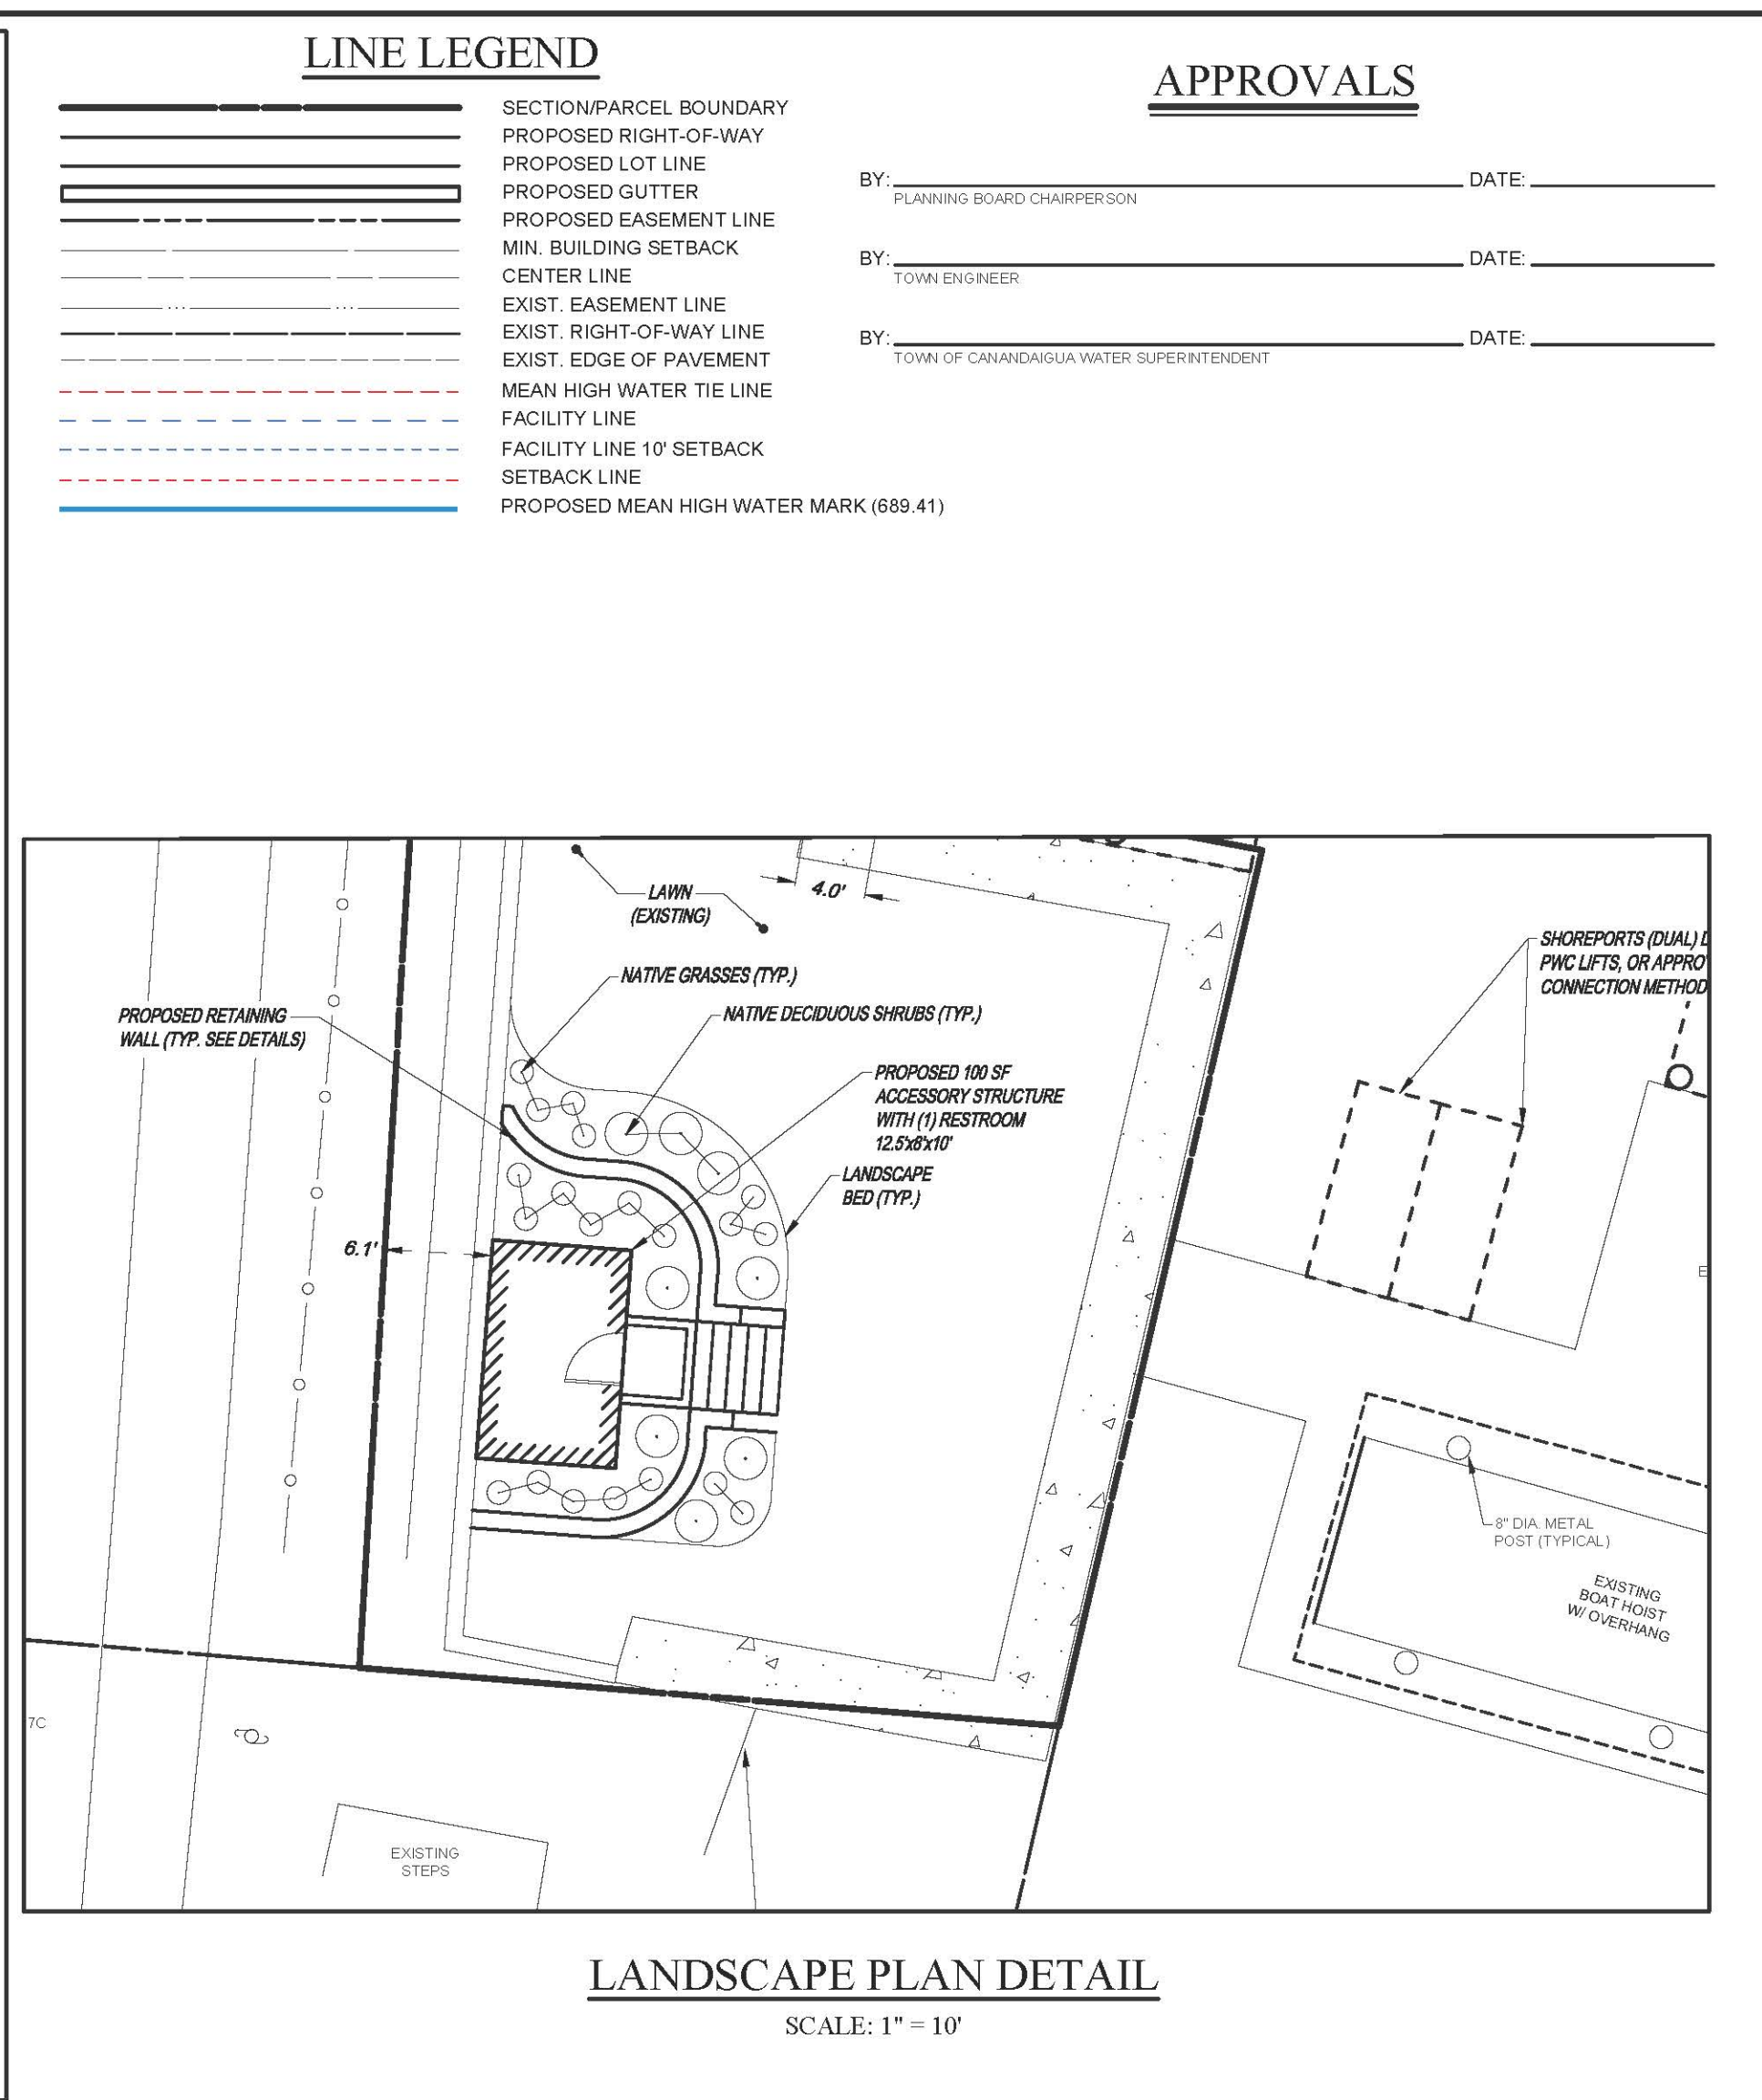 LINE LEGEND
SECTION/PARCEL BOUNDARY
PROPOSED RIGHT-OF-WAY
PROPOSED LOT LINE
PROPOSED GUTTER
PROPOSED EASEMENT LINE
MIN. BUILDING SETBACK
CENTER LINE
EXIST. EASEMENT LINE
EXIST. RIGHT-OF-WAY LINE
EXIST. EDGE OF PAVEMENT
MEAN HIGH WATER TIE LINE
FACILITY LINE
FACILITY LINE 10' SETBACK
SETBACK LINE
PROPOSED MEAN HIGH WATER MARK (689.41)
APPROVALS
BY: DATE:
PLANNING BOARD CHAIRPERSON
BY: DATE:
TOWN ENGINEER
BY: DATE:
TOWN OF CANANDAIGUA WATER SUPERINTENDENT
LAWN
(EXISTING)
4.0'
SHOREPORTS (DUAL)
PWC LIFTS, OR
CONNECTION METHOD
NATIVE GRASSES (TYP.)
PROPOSED RETAINING
WALL (TYP. SEE DETAILS)
NATIVE DECIDUOUS SHRUBS (TYP.)
PROPOSED 100 SF
ACCESSORY STRUCTURE
WITH (1) RESTROOM
12.5'x8'x10'
LANDSCAPE
BED (TYP.)
6.1'
8" DIA. METAL
POST (TYPICAL)
EXISTING
BOAT HOIST
W/ OVERHANG
7C
EXISTING
STEPS
LANDSCAPE PLAN DETAIL
SCALE: 1" = 10'